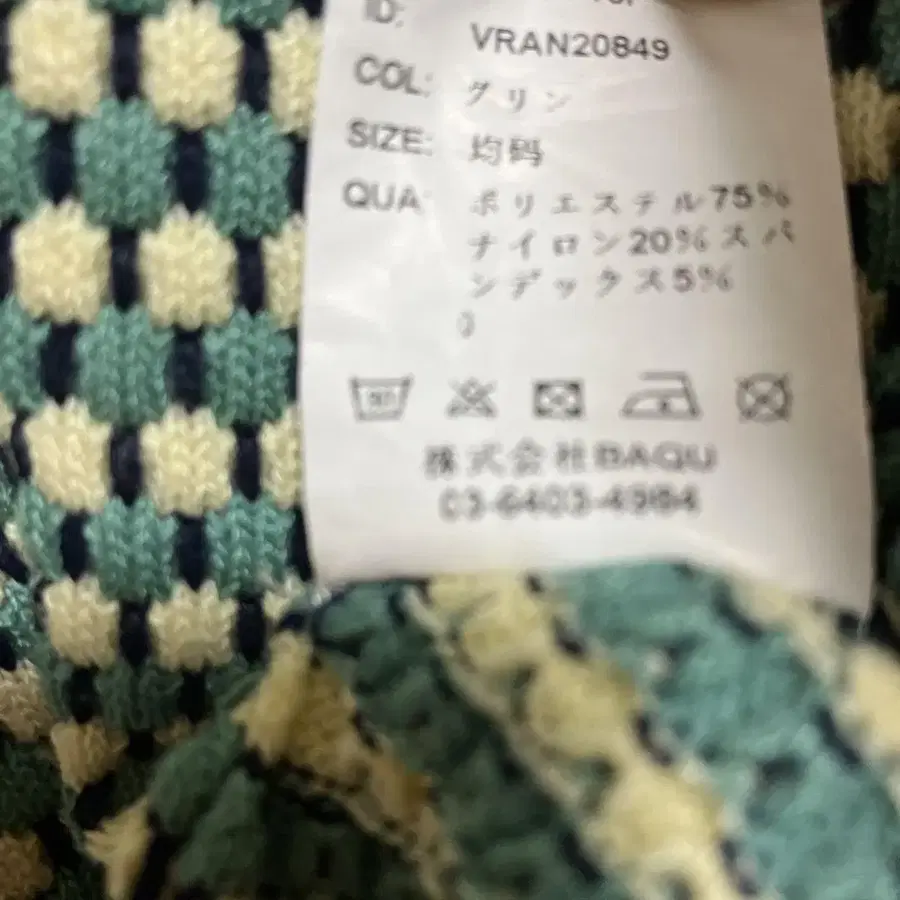 ID: VRAN20849
COL: グリン
SIZE: 均码
QUA: ポリエステル75%
ナイロン20%スパ
ンデックス5%
株式会社BAQU
03-6403-4984